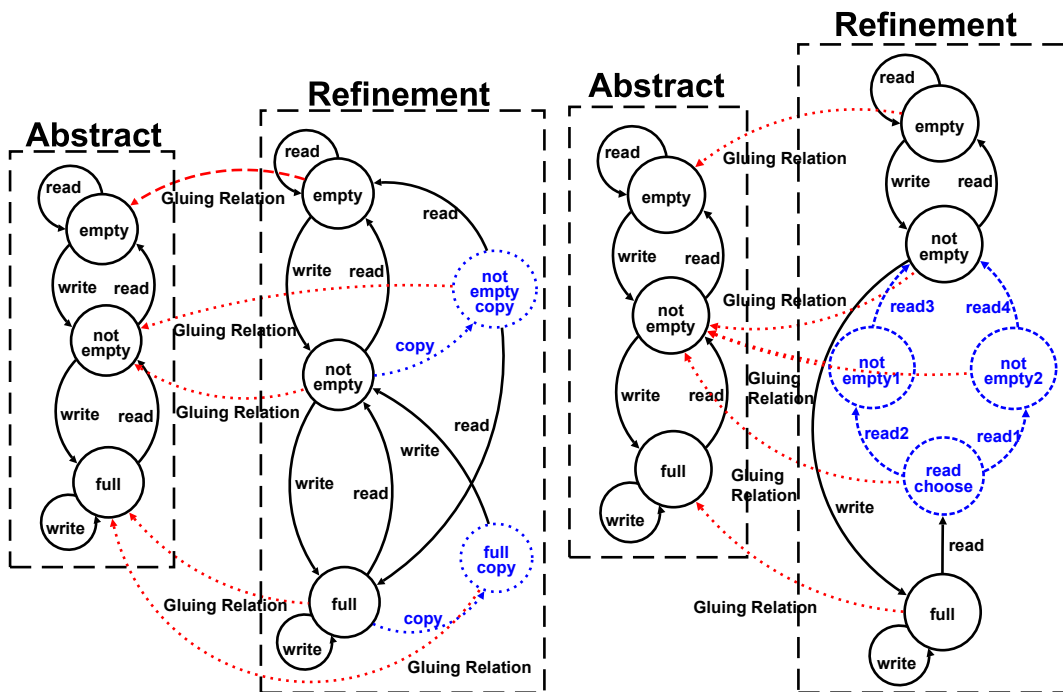 Abstract
read
empty
write
read
not
empty
write
read
full
write
Gluing Relation
Gluing Relation
Gluing Relation
Gluing Relation
Gluing Relation
Refinement
read
empty
read
write
read
not
empty
copy
copy
not
empty
write
read
write
read
full
copy
full
copy
write
Abstract
read
empty
write
read
not
empty
write
read
full
write
Gluing Relation
Gluing Relation
Gluing
Relation
Gluing
Relation
Gluing Relation
Refinement
read
empty
write
read
not
empty
read3
read4
not
empty1
not
empty2
read2
read1
read
choose
write
read
full
write